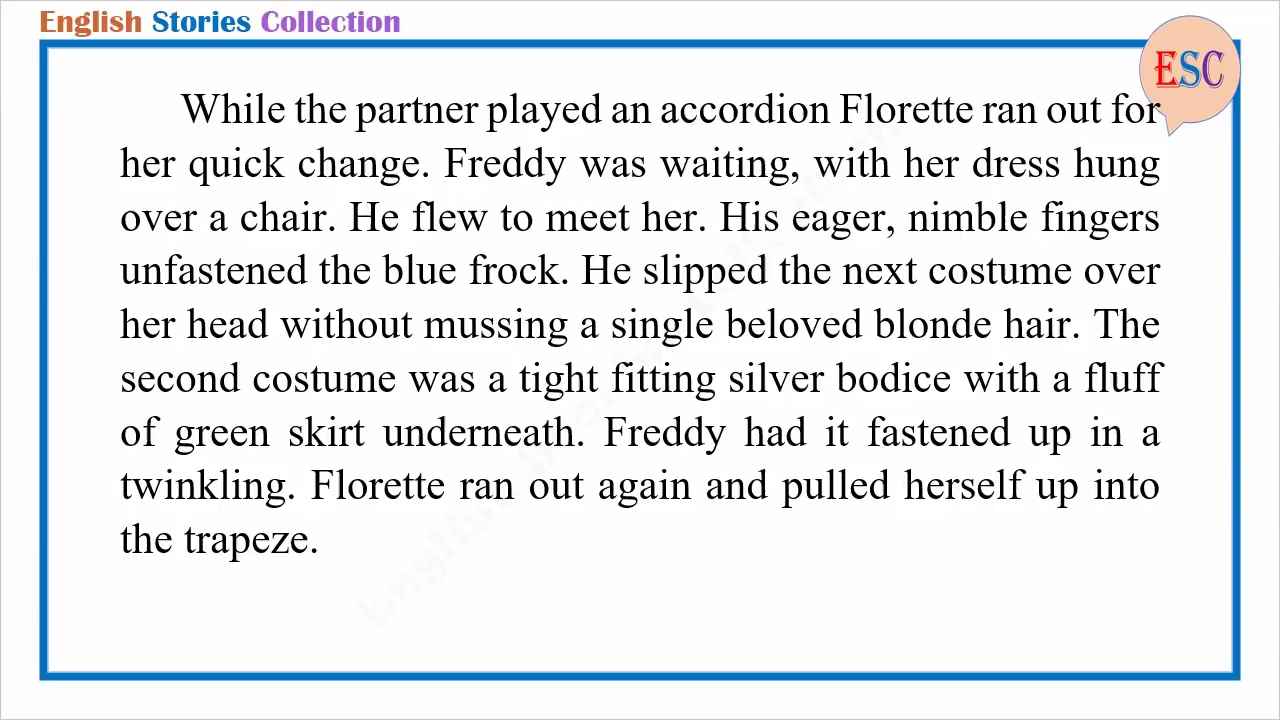 English Stories Collection
ESC
While the partner played an accordion Florette ran out for
her quick change. Freddy was waiting, with her dress hung
over a chair. He flew to meet her. His eager, nimble fingers
unfastened the blue frock. He slipped the next costume over
her head without mussing a single beloved blonde hair. The
second costume was a tight fitting silver bodice with a fluff
of green skirt underneath. Freddy had it fastened up in a
twinkling. Florette ran out again and pulled herself up into
the trapeze.